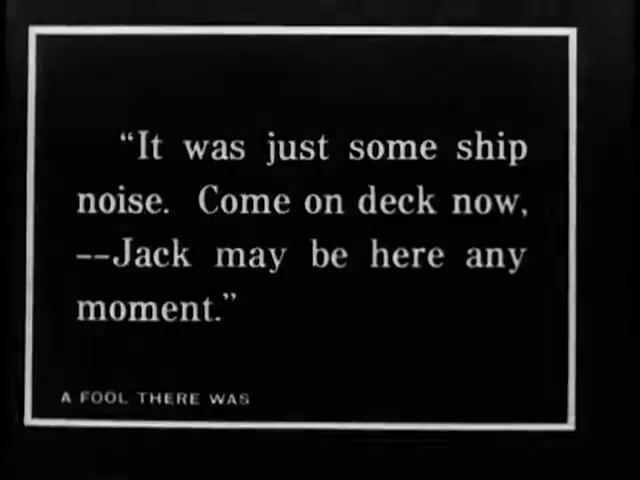 “It was just some ship
noise. Come on deck now,
--Jack may be here any
moment.”
A FOOL THERE WAS